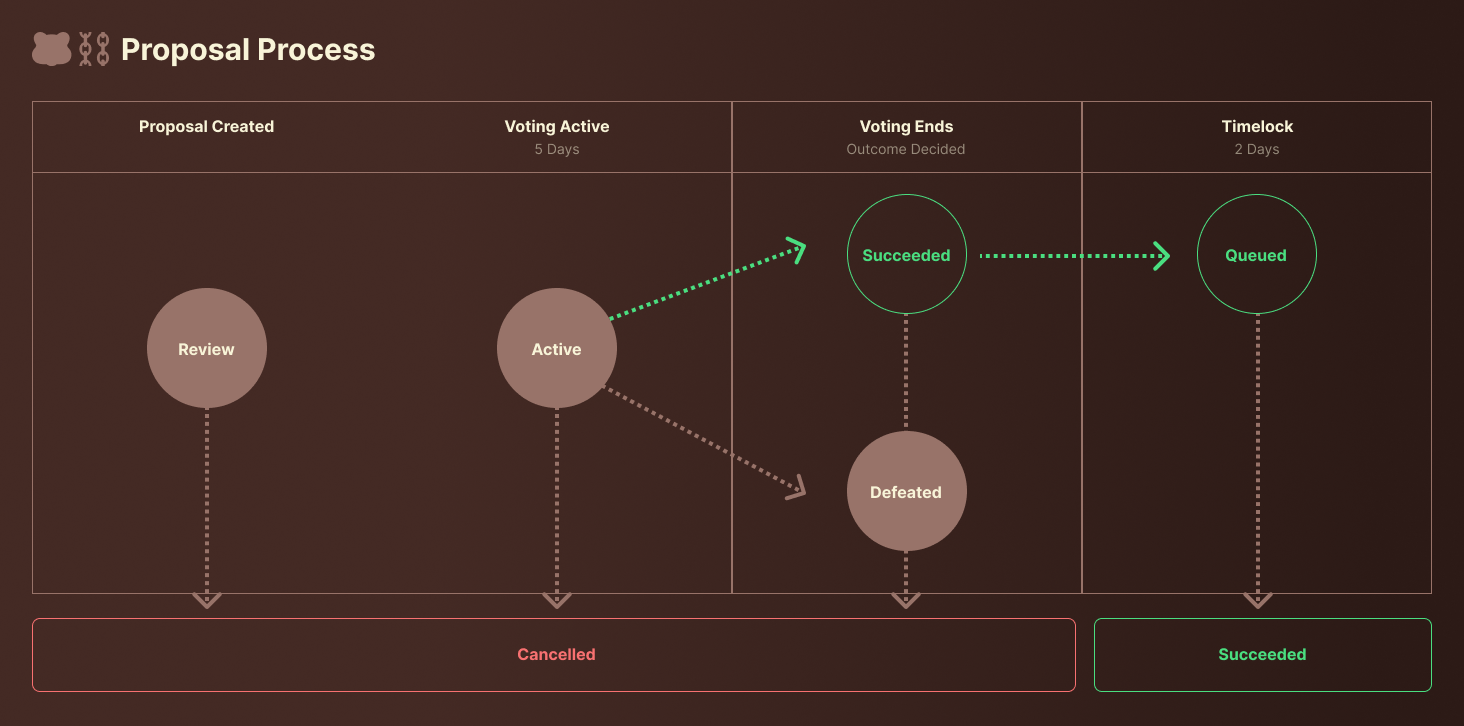 Proposal Process
Proposal Created
Voting Active
5 Days
Voting Ends
Outcome Decided
Timelock
2 Days
Succeeded
Queued
Review
Active
Defeated
Cancelled
Succeeded